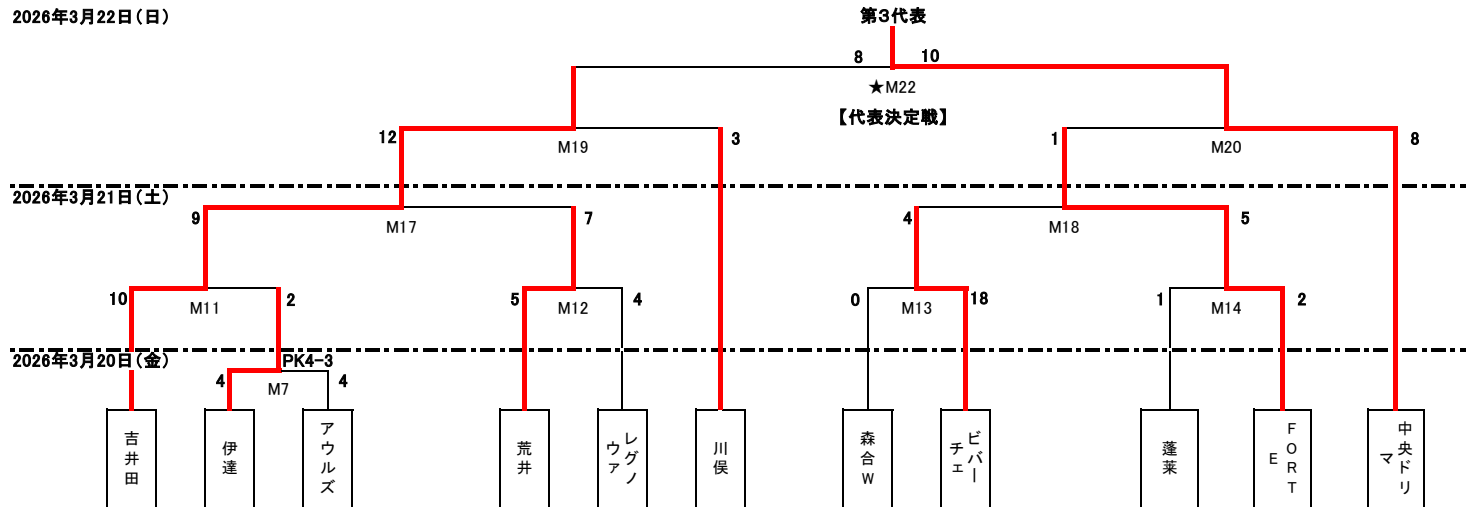 2026年3月22日(日)
第3代表
8
10
★M22
【代表決定戦】
12
M19
3
1
M20
8
2026年3月21日(土)
9
M17
7
4
M18
5
10
M11
2
5
M12
4
0
M13
18
1
M14
2
2026年3月20日(金)
PK4-3
4
M7
4
吉井田
伊達
アウルズ
荒井
レグノ
ウァ
川俣
森合W
ビバー
チェ
蓬莱
FORT
E
中央ドリ
マ